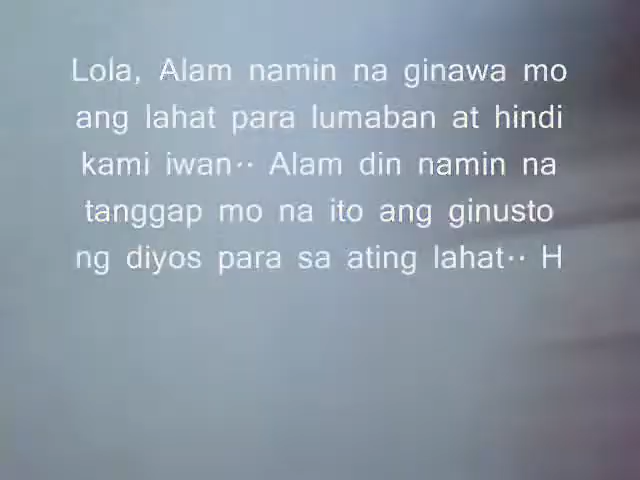 Lola, Alam namin na ginawa mo
ang lahat para lumaban at hindi
kami iwan·· Alam din namin na
tanggap mo na ito ang ginusto
ng diyos para sa ating lahat·· H